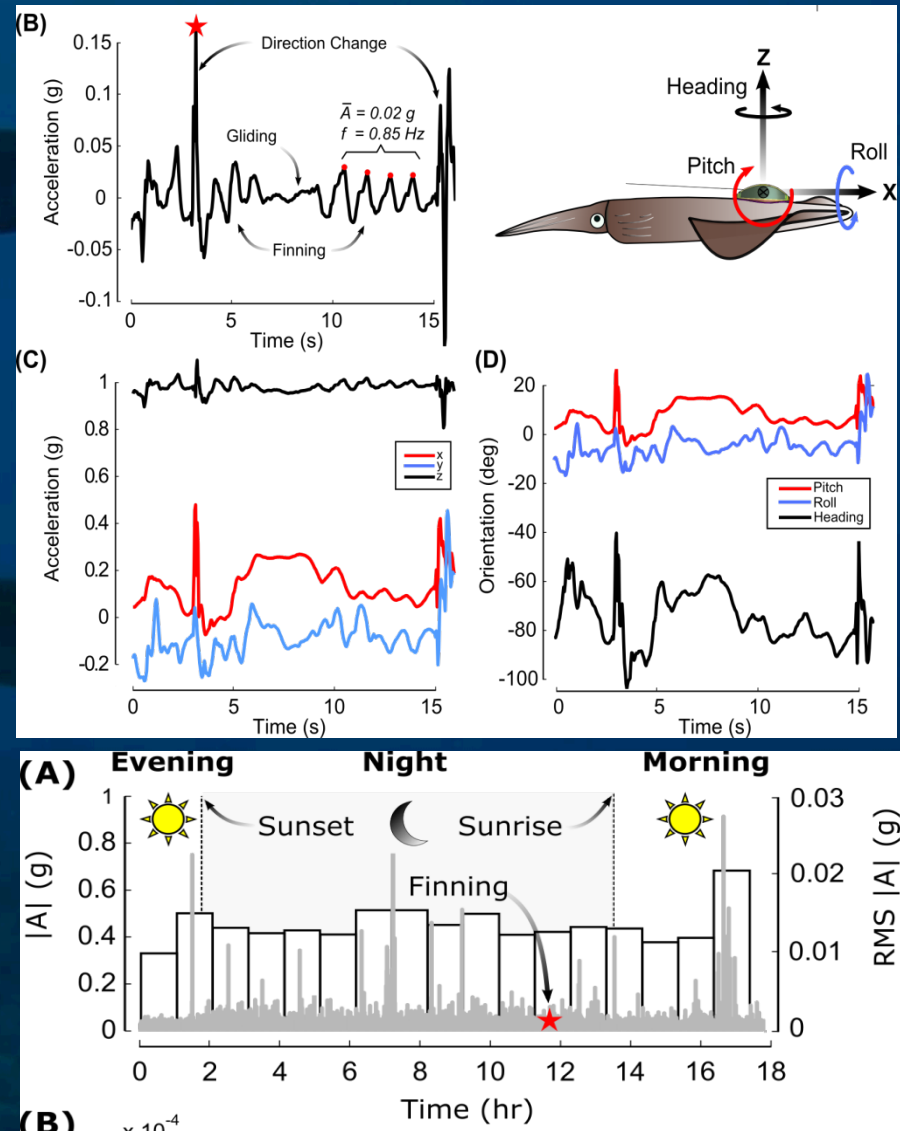 (B)
0.15
0.1
0.05
0
-0.05
-0.1
Acceleration (g)
Direction Change
Gliding
A̅ = 0.02 g
f = 0.85 Hz
Finning
0 5 10 15
Time (s)
Z
Heading
Pitch
Roll
X
(C)
1
0.8
0.6
0.4
0.2
0
-0.2
Acceleration (g)
x
y
z
0 5 10 15
Time (s)
(D)
20
0
-20
-60
-80
-100
Orientation (deg)
Pitch
Roll
Heading
0 5 10 15
Time (s)
(A) Evening Night Morning
1
0.8
0.6
0.4
0.2
0
|A| (g)
Sunset
Sunrise
Finning
0.03
0.02
0.01
0
RMS |A| (g)
0 2 4 6 8 10 12 14 16 18
Time (hr)
(B) x 10-4